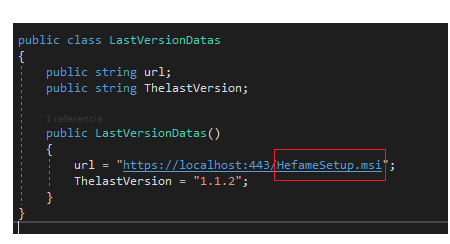 public class LastVersionDatas
{
public string url;
public string ThelastVersion;
1 referencia
public LastVersionDatas()
{
url = "https://localhost:443/HefameSetup.msi";
ThelastVersion = "1.1.2";
}
}